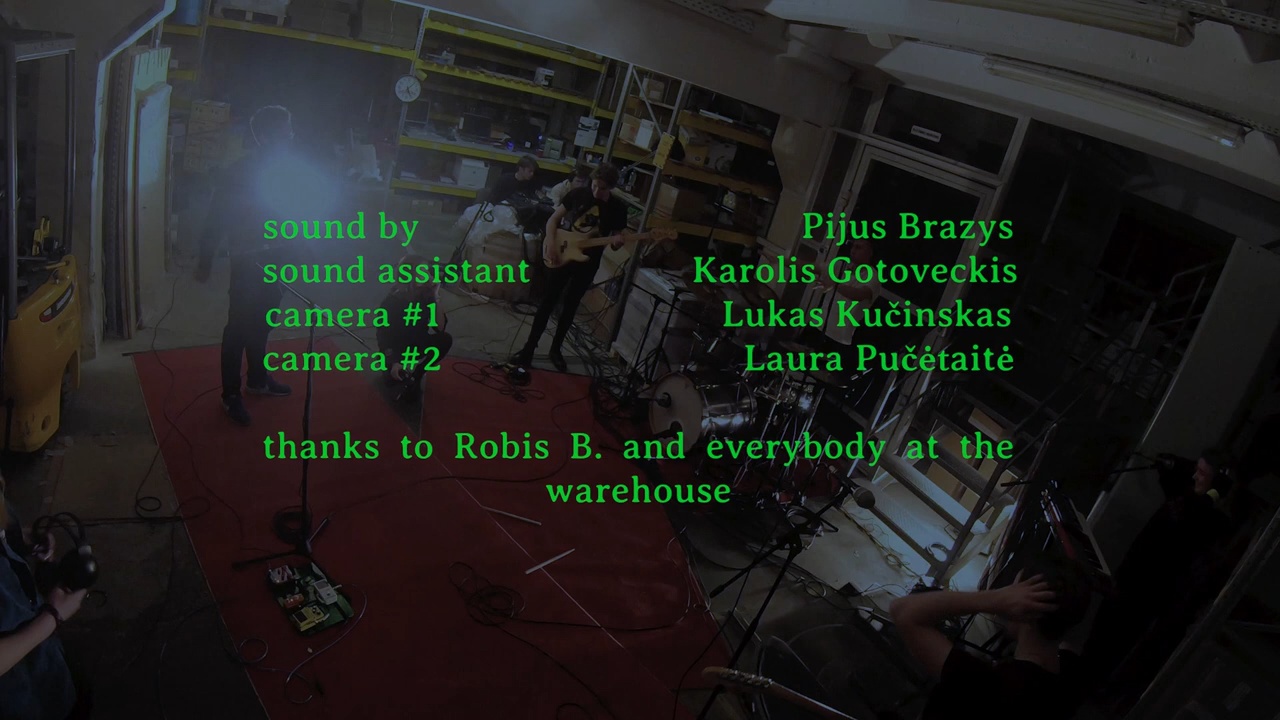 sound by Pijus Brazys
sound assistant Karolis Gotoveckis
camera #1 Lukas Kučinskas
camera #2 Laura Pučėtaitė
thanks to Robis B. and everybody at the
warehouse